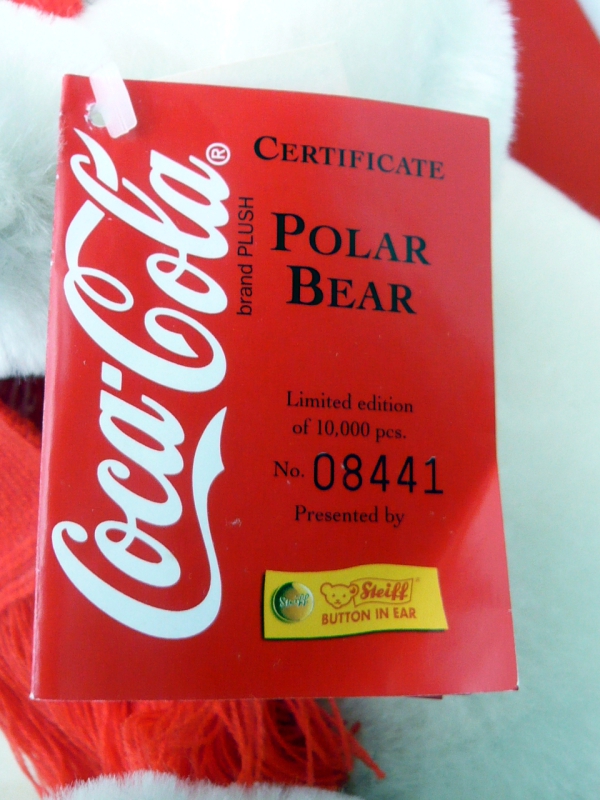 Coca-Cola®
brand PLUSH
CERTIFICATE
POLAR
BEAR
Limited edition
of 10,000 pcs.
No. 08441
Presented by
Steiff
Steiff®
BUTTON IN EAR